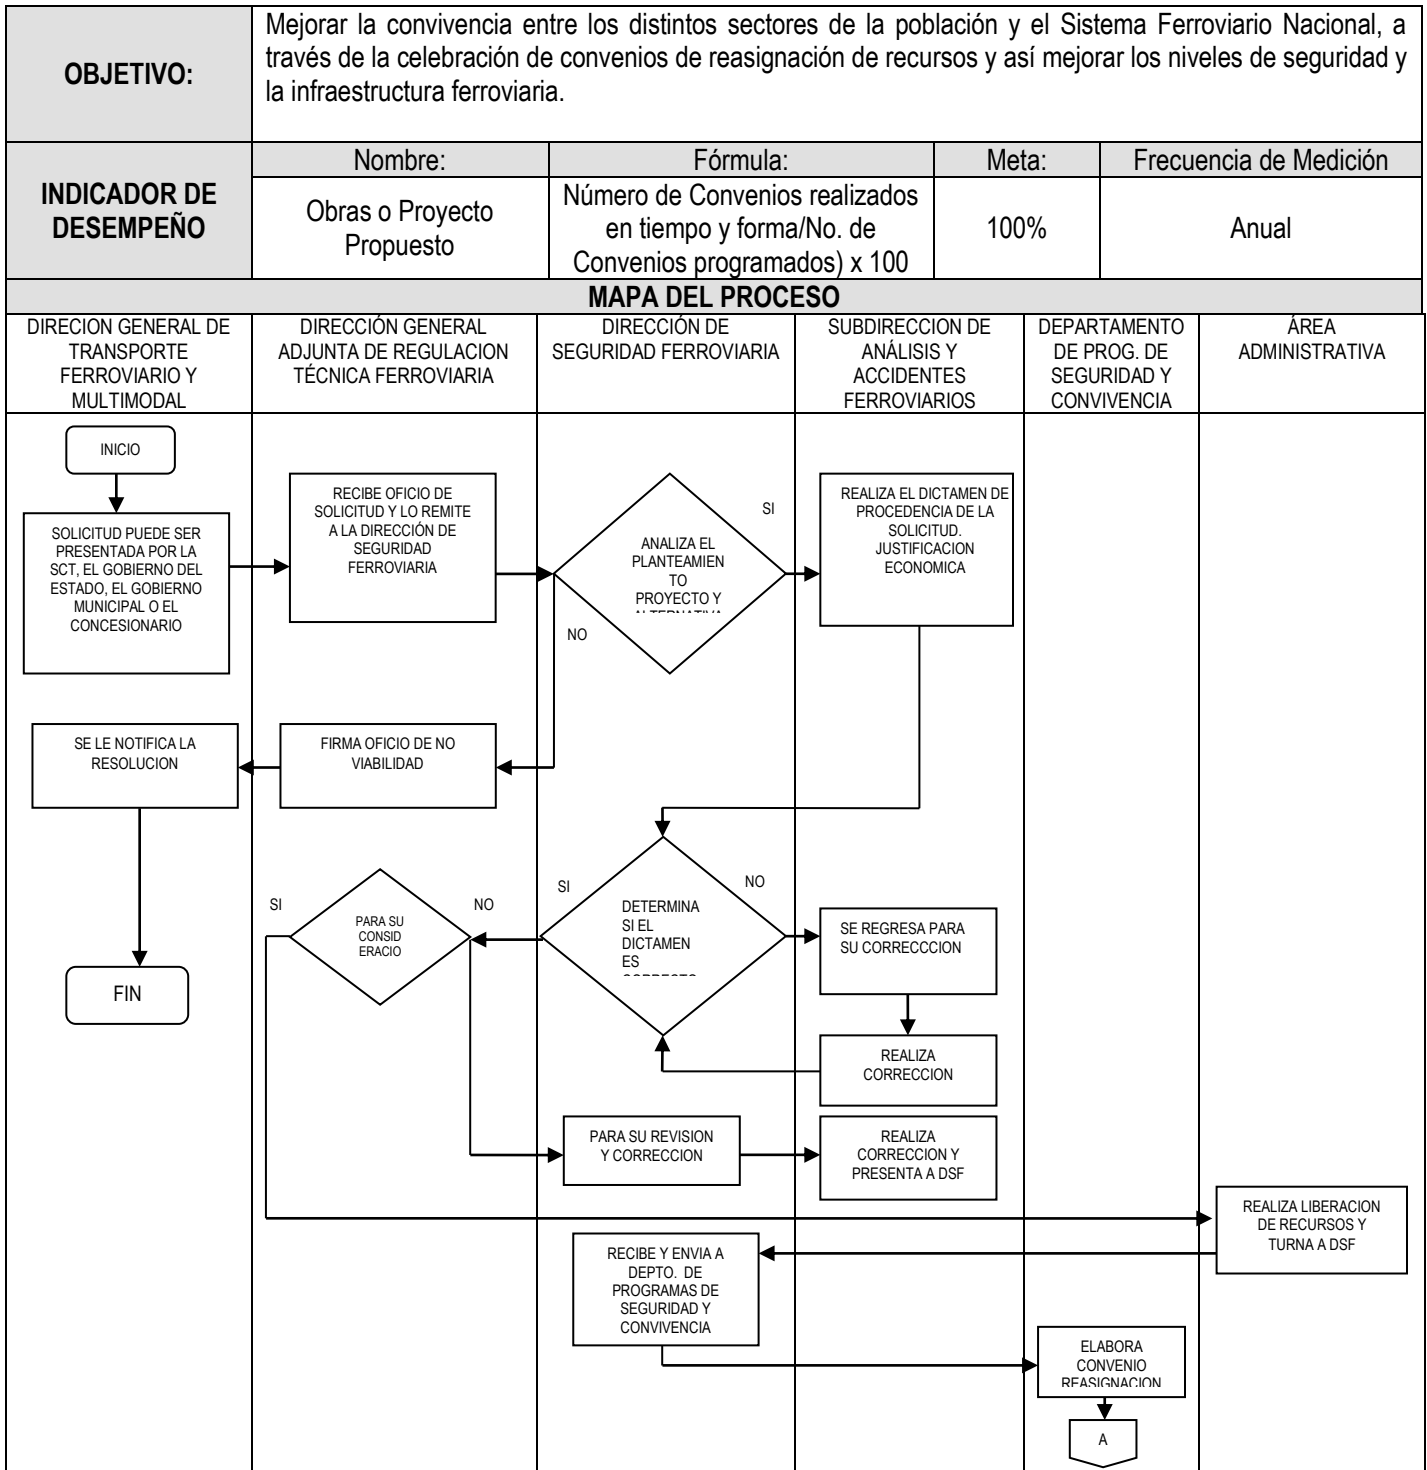 OBJETIVO:
Mejorar la convivencia entre los distintos sectores de la población y el Sistema Ferroviario Nacional, a
través de la celebración de convenios de reasignación de recursos y así mejorar los niveles de seguridad y
la infraestructura ferroviaria.
INDICADOR DE
DESEMPEÑO
Nombre:
Fórmula:
Meta:
Frecuencia de Medición
Obras o Proyecto
Propuesto
Número de Convenios realizados
en tiempo y forma/No. de
Convenios programados) x 100
100%
Anual
MAPA DEL PROCESO
DIRECION GENERAL DE
TRANSPORTE
FERROVIARIO Y
MULTIMODAL
DIRECCIÓN GENERAL
ADJUNTA DE REGULACION
TÉCNICA FERROVIARIA
DIRECCIÓN DE
SEGURIDAD FERROVIARIA
SUBDIRECCION DE
ANÁLISIS Y
ACCIDENTES
FERROVIARIOS
DEPARTAMENTO
DE PROG. DE
SEGURIDAD Y
CONVIVENCIA
ÁREA
ADMINISTRATIVA
INICIO
SOLICITUD PUEDE SER
PRESENTADA POR LA
SCT, EL GOBIERNO DEL
ESTADO, EL GOBIERNO
MUNICIPAL O EL
CONCESIONARIO
RECIBE OFICIO DE
SOLICITUD Y LO REMITE
A LA DIRECCIÓN DE
SEGURIDAD
FERROVIARIA
ANALIZA EL
PLANTEAMIEN
TO
PROYECTO Y
SI
NO
REALIZA EL DICTAMEN DE
PROCEDENCIA DE LA
SOLICITUD.
JUSTIFICACION
ECONOMICA
SE LE NOTIFICA LA
RESOLUCION
FIRMA OFICIO DE NO
VIABILIDAD
FIN
SI
PARA SU
CONSID
ERACIO
NO
SI
DETERMINA
SI EL
DICTAMEN
ES
NO
SE REGRESA PARA
SU CORRECCCION
REALIZA
CORRECCION
PARA SU REVISION
Y CORRECCION
REALIZA
CORRECCION Y
PRESENTA A DSF
REALIZA LIBERACION
DE RECURSOS Y
TURNA A DSF
RECIBE Y ENVIA A
DEPTO. DE
PROGRAMAS DE
SEGURIDAD Y
CONVIVENCIA
ELABORA
CONVENIO
REASIGNACION
A